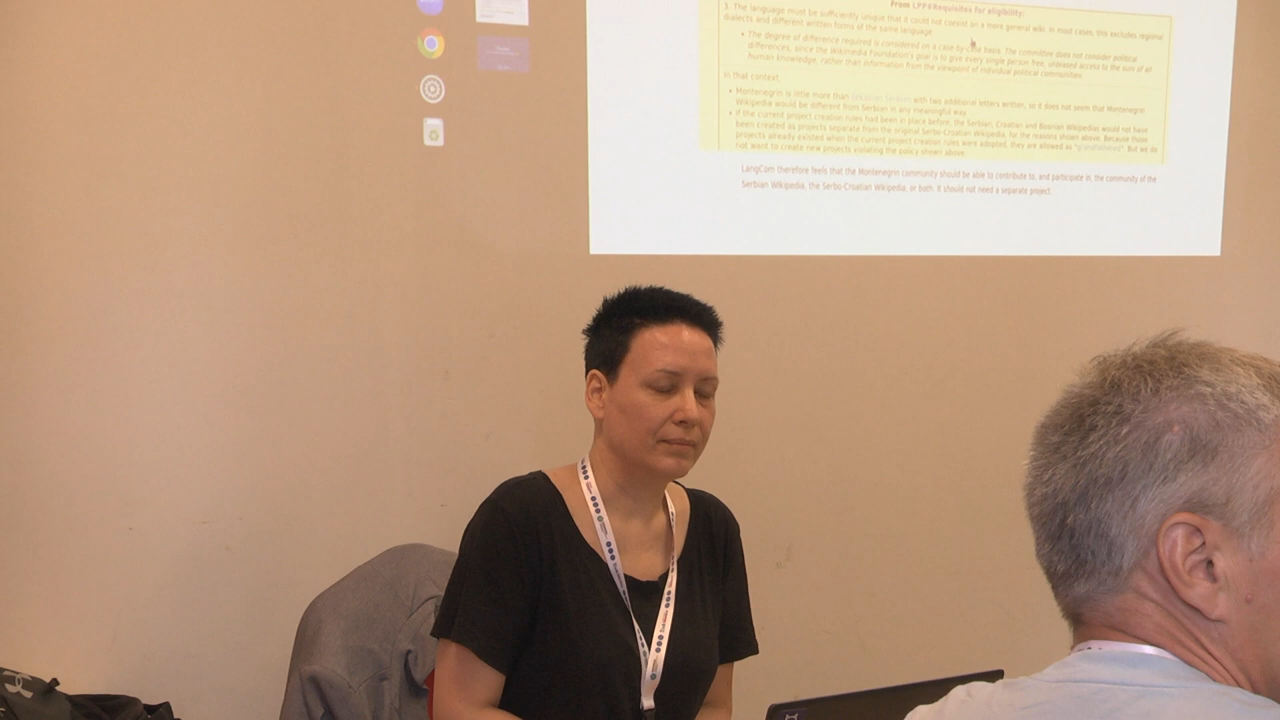 From LPP#Requisites for eligibility:
3. The language must be sufficiently unique that it could not coexist on a more general wiki. In most cases, this excludes regional
dialects and different written forms of the same language.
• The degree of difference required is considered on a case-by-case basis. The committee does not consider political
differences, since the Wikimedia Foundation's goal is to give every single person free, unbiased access to the sum of all
human knowledge, rather than information from the viewpoint of individual political communities.
In that context,
• Montenegrin is little more than Ijekavian Serbian with two additional letters written, so it does not seem that Montenegrin
Wikipedia would be different from Serbian in any meaningful way.
• If the current project creation rules had been in place before, the Serbian, Croatian and Bosnian Wikipedias would not have
been created as projects separate from the original Serbo-Croatian Wikipedia, for the reasons shown above. Because those
projects already existed when the current project creation rules were adopted, they are allowed as "grandfathered". But we do
not want to create new projects violating the policy shown above.
LangCom therefore feels that the Montenegrin community should be able to contribute to, and participate in, the community of the
Serbian Wikipedia, the Serbo-Croatian Wikipedia, or both. It should not need a separate project.